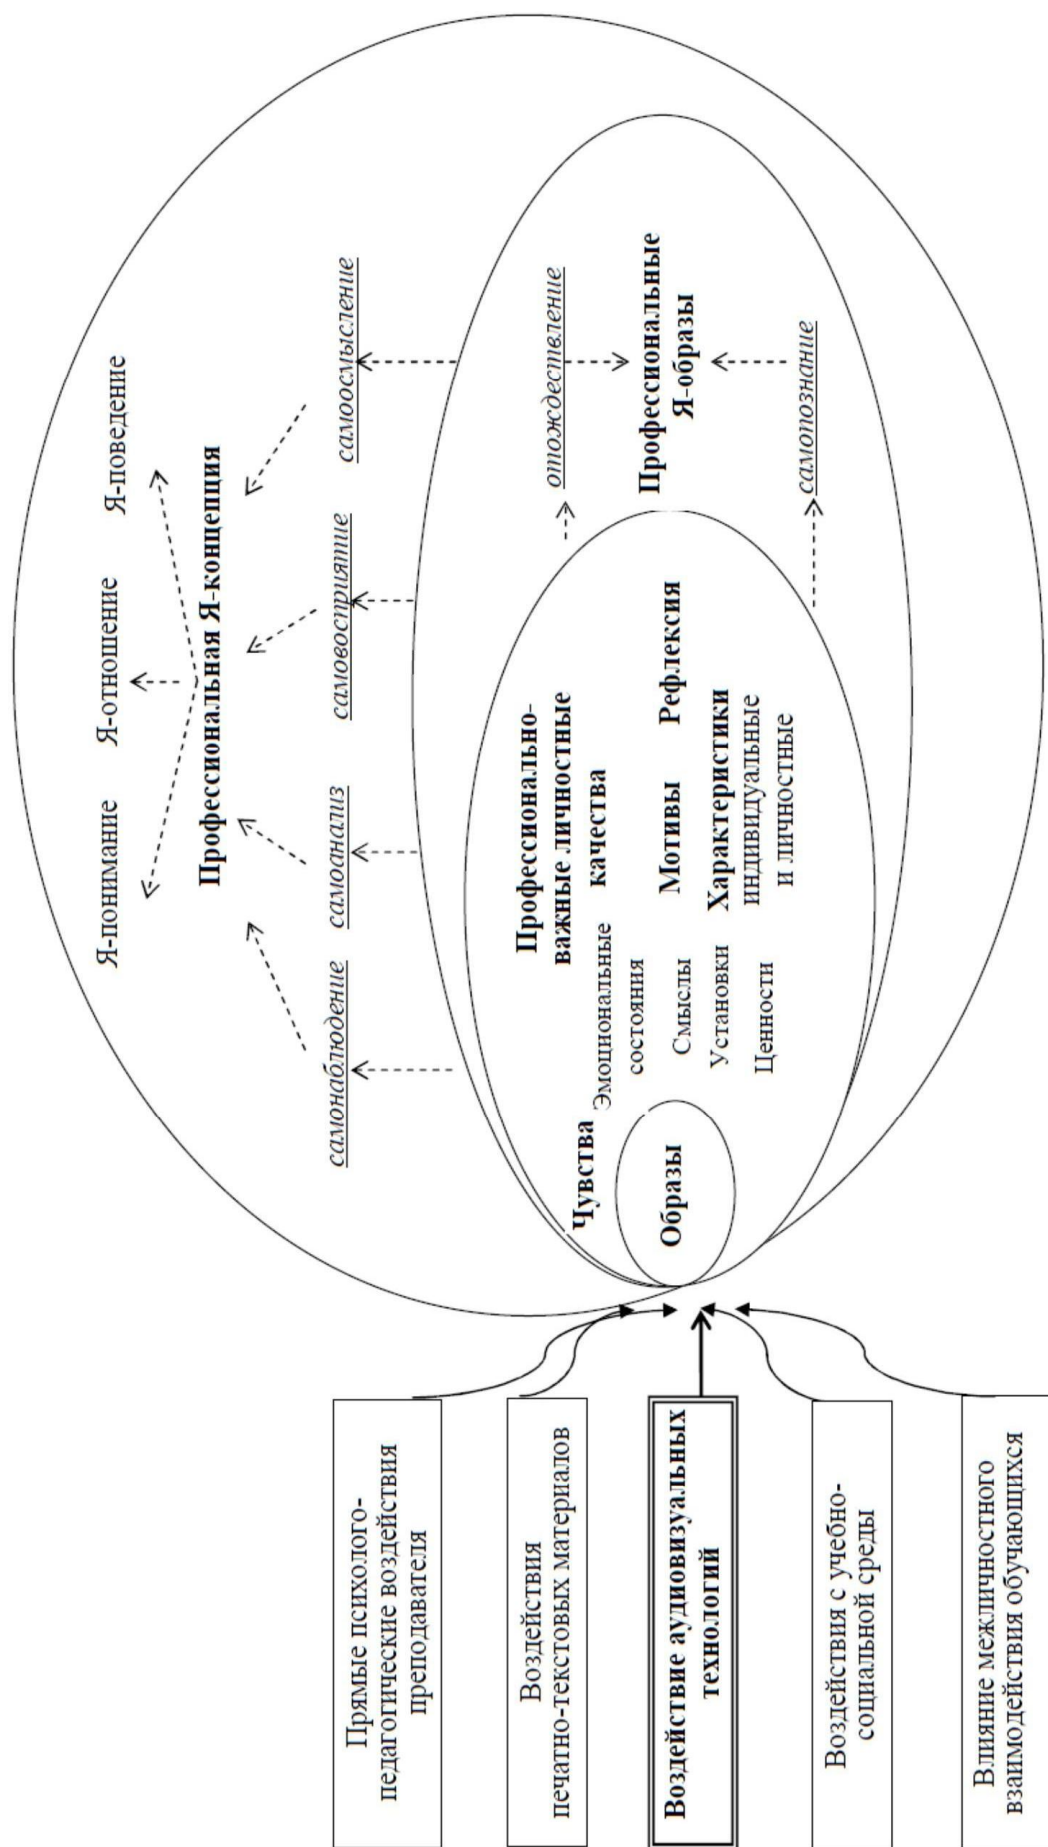 Прямые психолого-
педагогические воздействия
преподавателя
Воздействия
печатно-текстовых материалов
Воздействие аудиовизуальных
технологий
Воздействия с учебно-
социальной среды
Влияние межличностного
взаимодействия обучающихся
Я-понимание
Я-отношение
Я-поведение
Профессиональная Я-концепция
самонаблюдение
самоанализ
самовосприятие
самоосмысление
Образы
Чувства
Эмоциональные
состояния
Смыслы
Установки
Ценности
Профессионально-
важные личностные
качества
Мотивы
Рефлексия
Характеристики
индивидуальные
и личностные
отождествление
Профессиональные
Я-образы
самопознание